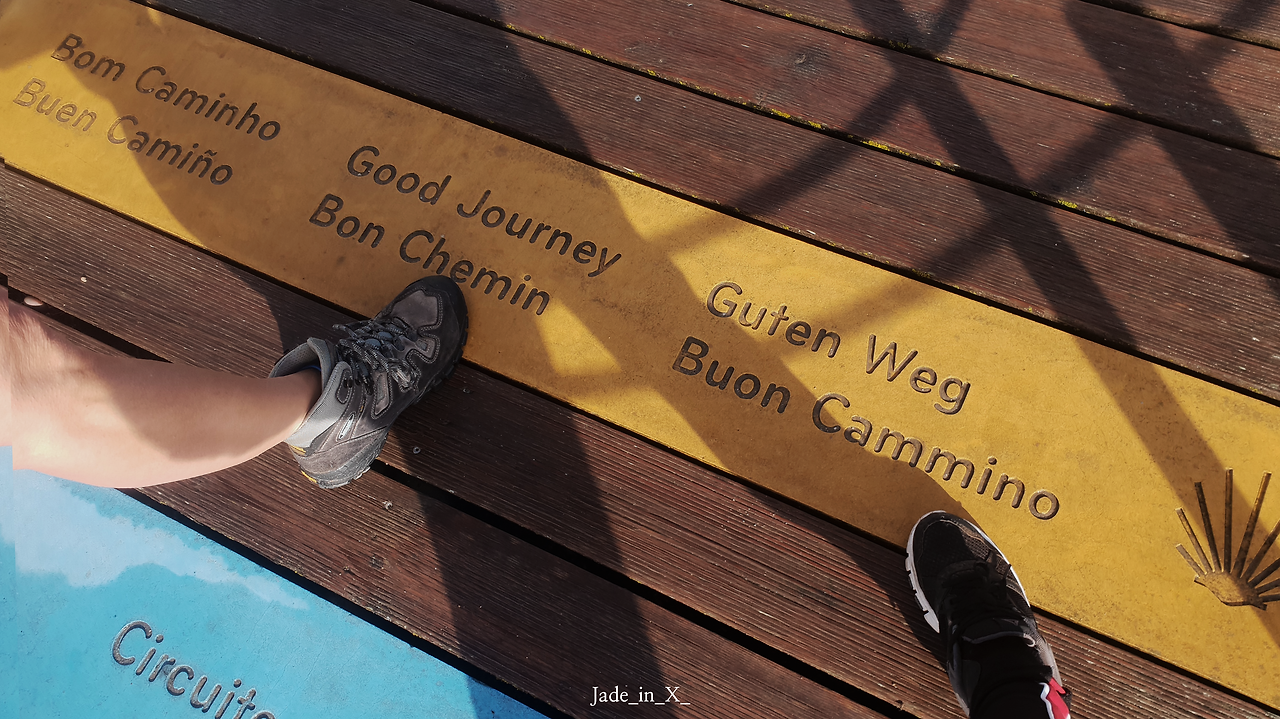 Bom Caminho
Buen Camiño
Good Journey
Bon Chemin
Guten Weg
Buon Cammino
Circuito
Jade_in_X_